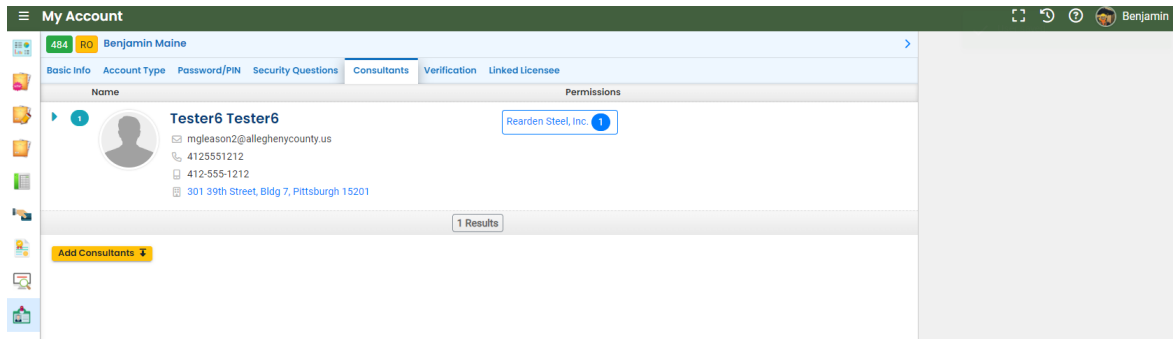 My Account
Benjamin
484 RO Benjamin Maine
Basic Info Account Type Password/PIN Security Questions Consultants Verification Linked Licensee
Name Permissions
1 Tester6 Tester6 Rearden Steel, Inc. 1
mgleason2@alleghenycounty.us
4125551212
412-555-1212
301 39th Street, Bldg 7, Pittsburgh 15201
1 Results
Add Consultants